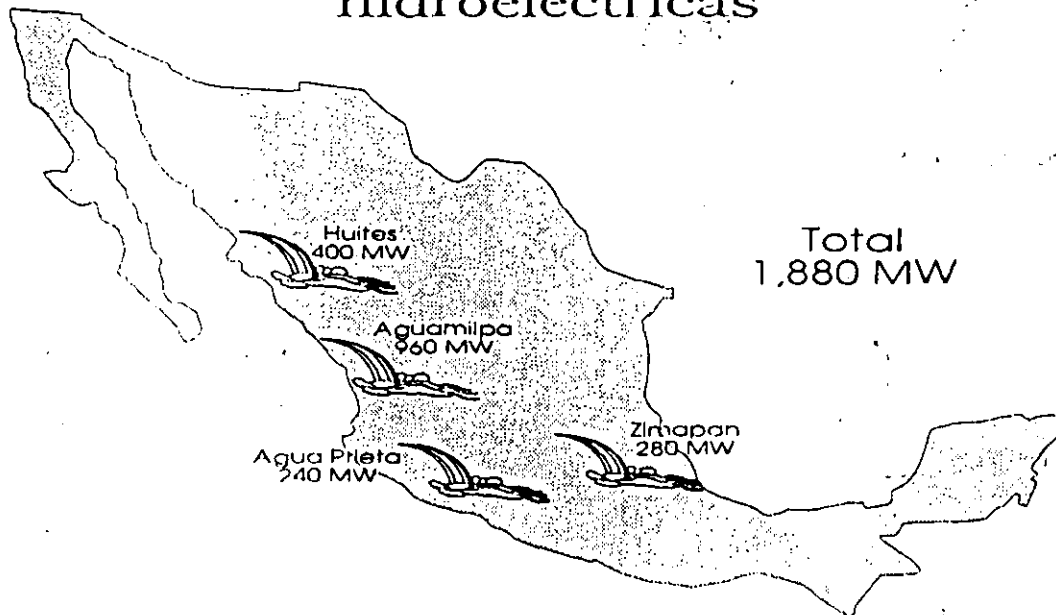 hidroeléctricas
Huites
400 MW
Total
1,880 MW
Aguamilpa
960 MW
Zimapan
280 MW
Agua Prieta
240 MW